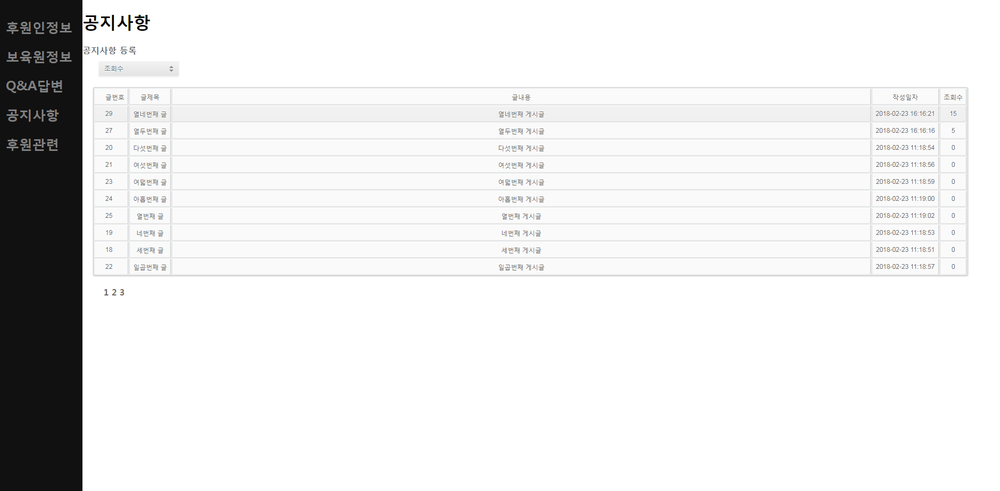 후원인정보
보육원정보
Q&A답변
공지사항
후원관련
공지사항
공지사항 등록
조회수
글번호 글제목 글내용 작성일자 조회수
29 열네번째 글 열네번째 게시글 2018-02-23 16:16:21 15
27 열두번째 글 열두번째 게시글 2018-02-23 16:16:16 5
20 다섯번째 글 다섯번째 게시글 2018-02-23 11:18:54 0
21 여섯번째 글 여섯번째 게시글 2018-02-23 11:18:56 0
23 여덟번째 글 여덟번째 게시글 2018-02-23 11:18:59 0
24 아홉번째 글 아홉번째 게시글 2018-02-23 11:19:00 0
25 열번째 글 열번째 게시글 2018-02-23 11:19:02 0
19 네번째 글 네번째 게시글 2018-02-23 11:18:53 0
18 세번째 글 세번째 게시글 2018-02-23 11:18:51 0
22 일곱번째 글 일곱번째 게시글 2018-02-23 11:18:57 0
1 2 3